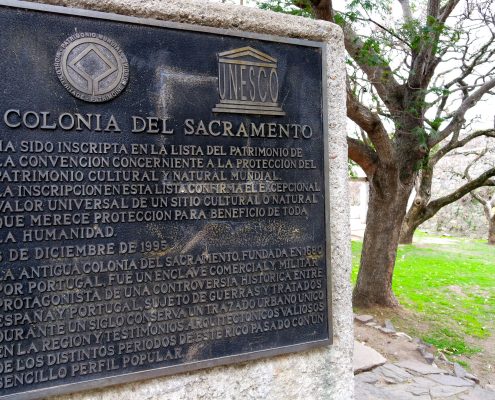 UNESCO
COLONIA DEL SACRAMENTO
HA SIDO INSCRIPTA EN LA LISTA DEL PATRIMONIO DE
LA CONVENCION CONCERNIENTE A LA PROTECCION DEL
PATRIMONIO CULTURAL Y NATURAL MUNDIAL.
LA INSCRIPCION EN ESTA LISTA CONFIRMA EL EXCEPCIONAL
VALOR UNIVERSAL DE UN SITIO CULTURAL O NATURAL
QUE MERECE PROTECCION PARA BENEFICIO DE TODA
LA HUMANIDAD.
6 DE DICIEMBRE DE 1995
LA ANTIGUA COLONIA DEL SACRAMENTO, FUNDADA EN 1680
POR PORTUGAL, FUE UN ENCLAVE COMERCIAL Y MILITAR
PROTAGONISTA DE UNA CONTROVERSIA HISTORICA ENTRE
ESPAÑA Y PORTUGAL. SUJETO DE GUERRAS Y TRATADOS
DURANTE UN SIGLO, CONSERVA UN TRAZADO URBANO UNICO
EN LA REGION Y TESTIMONIOS ARQUITECTONICOS VALIOSOS
DE LOS DISTINTOS PERIODOS DE ESTE RICO PASADO CON UN
SENCILLO PERFIL POPULAR.